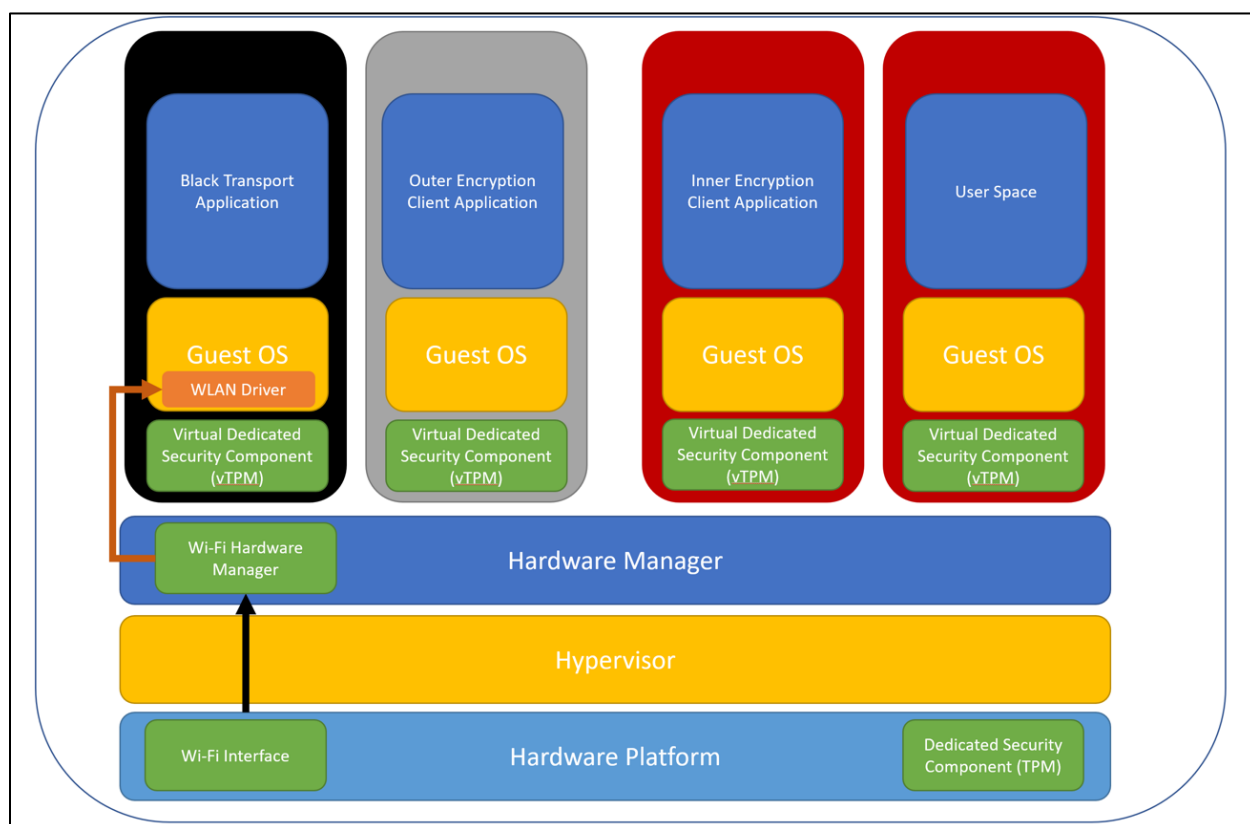 Black Transport
Application
Outer Encryption
Client Application
Inner Encryption
Client Application
User Space
Guest OS
WLAN Driver
Guest OS
Guest OS
Guest OS
Virtual Dedicated
Security Component
(vTPM)
Virtual Dedicated
Security Component
(vTPM)
Virtual Dedicated
Security Component
(vTPM)
Virtual Dedicated
Security Component
(vTPM)
Wi-Fi Hardware
Manager
Hardware Manager
Hypervisor
Wi-Fi Interface
Hardware Platform
Dedicated Security
Component (TPM)